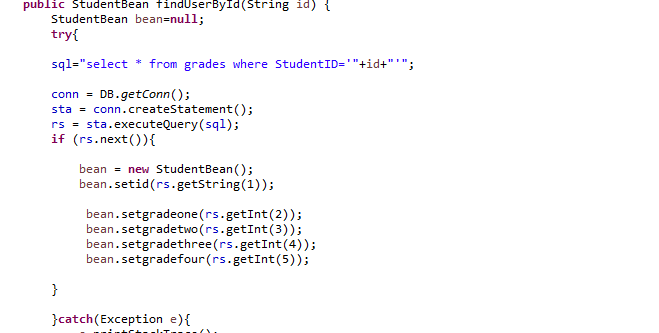 public StudentBean findUserById(String id) {
StudentBean bean=null;
try{
sql="select * from grades where StudentID='"+id+"'";
conn = DB.getConn();
sta = conn.createStatement();
rs = sta.executeQuery(sql);
if (rs.next()){
bean = new StudentBean();
bean.setid(rs.getString(1));
bean.setgradeone(rs.getInt(2));
bean.setgradetwo(rs.getInt(3));
bean.setgradethree(rs.getInt(4));
bean.setgradefour(rs.getInt(5));
}
}catch(Exception e){
e.printStackTrace();